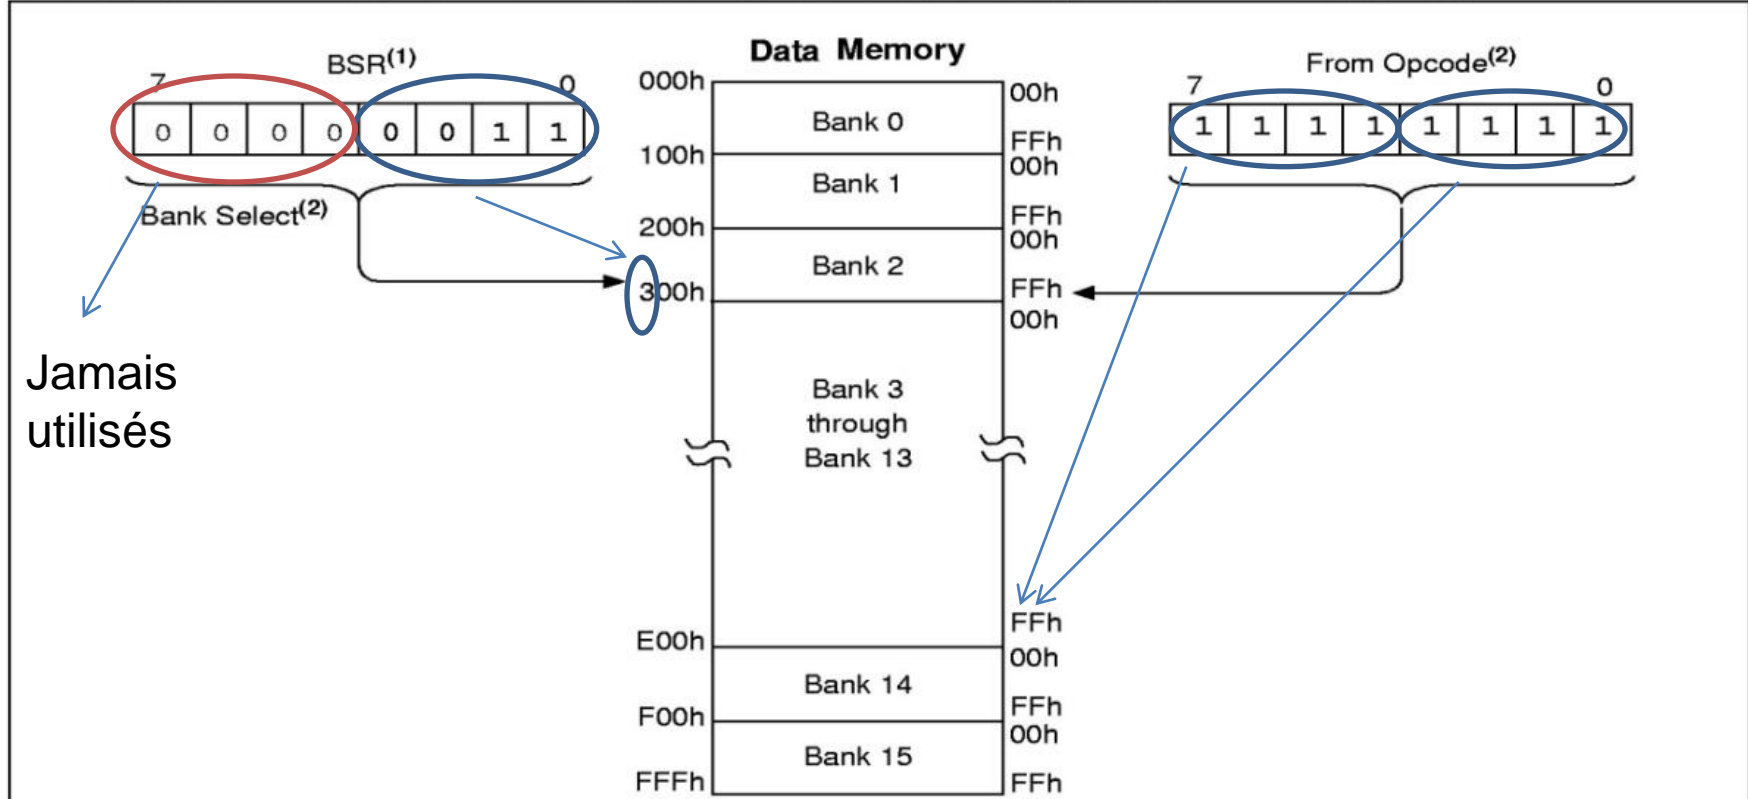 Data Memory
BSR(1)
7 0
0 0 0 0 0 0 1 1
Bank Select(2)
Jamais
utilisés
From Opcode(2)
7 0
1 1 1 1 1 1 1 1
000h
Bank 0
00h
FFh
100h
Bank 1
00h
FFh
200h
Bank 2
00h
FFh
300h
00h
Bank 3
through
Bank 13
FFh
E00h
00h
Bank 14
FFh
F00h
00h
Bank 15
FFFh
FFh